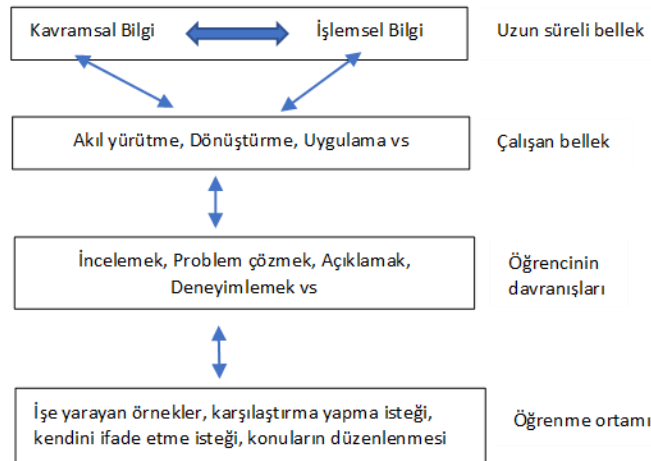 Kavramsal Bilgi İşlemsel Bilgi Uzun süreli bellek
Akıl yürütme, Dönüştürme, Uygulama vs Çalışan bellek
İncelemek, Problem çözmek, Açıklamak,
Deneyimlemek vs
Öğrencinin
davranışları
İşe yarayan örnekler, karşılaştırma yapma isteği,
kendini ifade etme isteği, konuların düzenlenmesi
Öğrenme ortamı